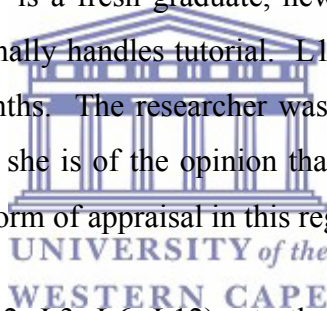 is a fresh graduate, new
nally handles tutorial. L1
nths. The researcher was
she is of the opinion tha
orm of appraisal in this reg
UNIVERSITY of the
WESTERN CAPE